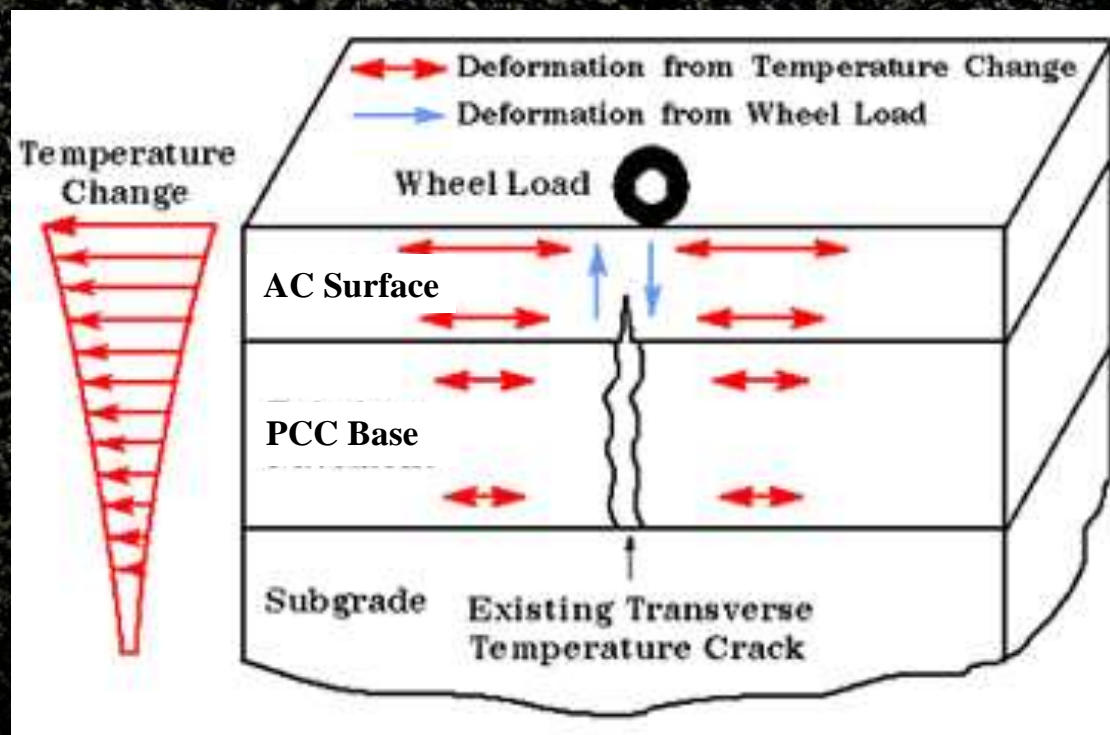 Deformation from Temperature Change
Deformation from Wheel Load
Temperature
Change
Wheel Load
AC Surface
PCC Base
Subgrade
Existing Transverse
Temperature Crack